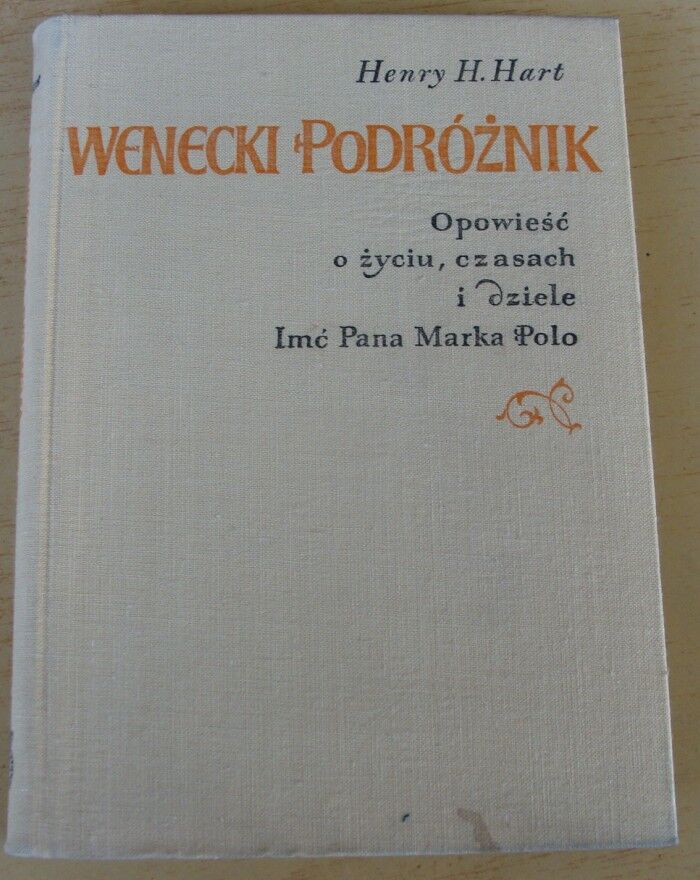 Henry H. Hart
WENECKI PODRÓŻNIK
Opowieść
o życiu, czasach
i dziele
Imć Pana Marka Polo